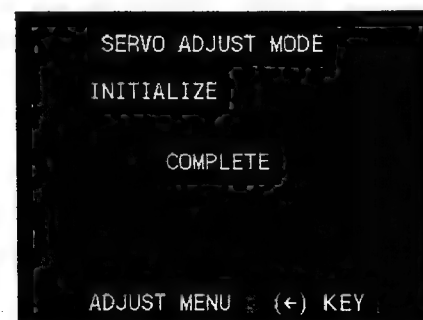 SERVO ADJUST MODE
INITIALIZE
COMPLETE
ADJUST MENU : (←) KEY